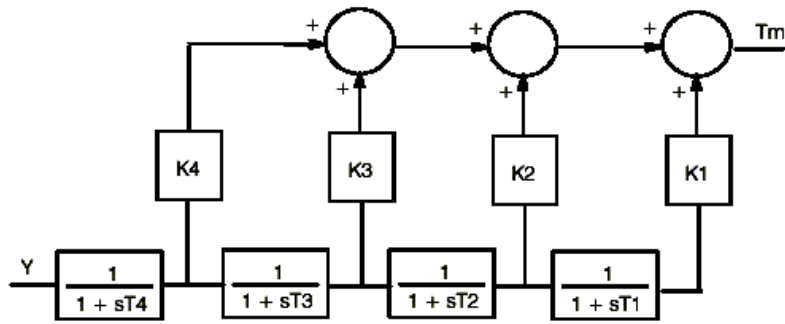 + + + Tm
+ + +
K4 K3 K2 K1
Y
1 1 1 1
1 + sT4 1 + sT3 1 + sT2 1 + sT1